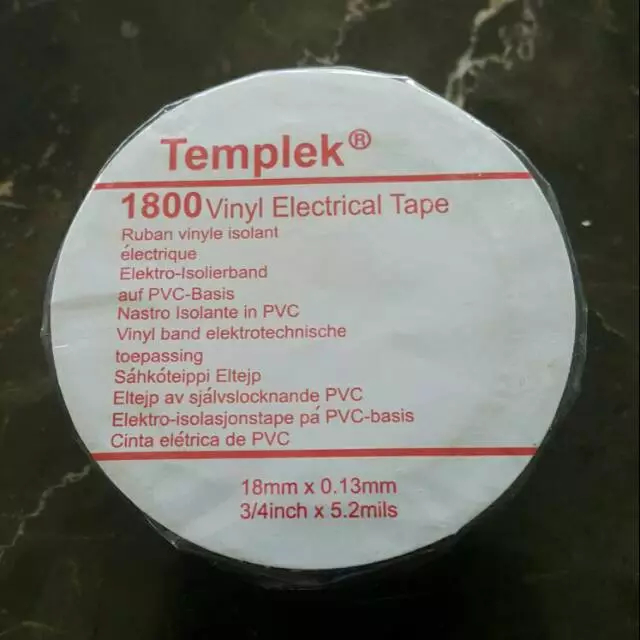 Templek®
1800 Vinyl Electrical Tape
Ruban vinyle isolant
électrique
Elektro-Isolierband
auf PVC-Basis
Nastro Isolante in PVC
Vinyl band elektrotechnische
toepassing
Sáhkóteippi Eltejp
Eltejp av sjálvslocknande PVC
Elektro-isolasjonstape pá PVC-basis
Cinta elétrica de PVC
18mm x 0.13mm
3/4inch x 5.2mils